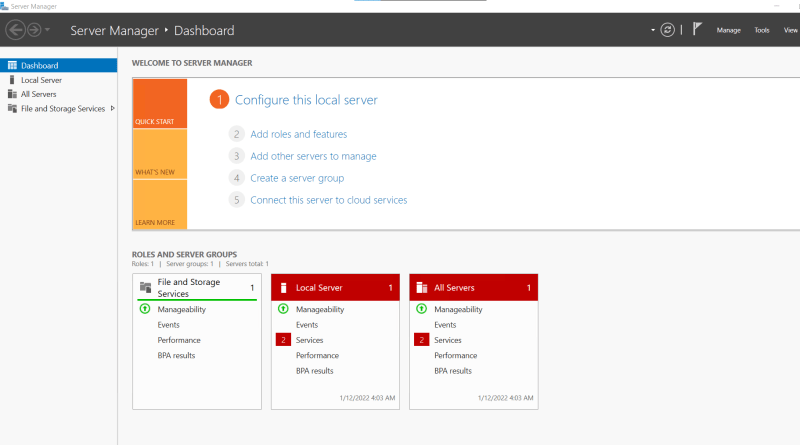 Server Manager
Server Manager • Dashboard
Manage Tools View
Dashboard
Local Server
All Servers
File and Storage Services
WELCOME TO SERVER MANAGER
QUICK START
WHAT'S NEW
LEARN MORE
1 Configure this local server
2 Add roles and features
3 Add other servers to manage
4 Create a server group
5 Connect this server to cloud services
ROLES AND SERVER GROUPS
Roles: 1 | Server groups: 1 | Servers total: 1
File and Storage
Services
1
Manageability
Events
Performance
BPA results
Local Server 1
Manageability
Events
2 Services
Performance
BPA results
1/12/2022 4:03 AM
All Servers 1
Manageability
Events
2 Services
Performance
BPA results
1/12/2022 4:03 AM